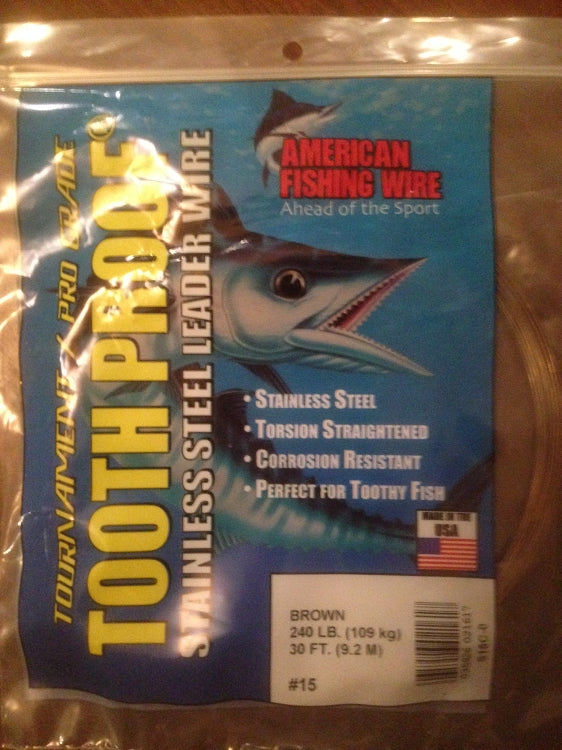 TOURNAMENT PRO GRADE
TOOTH PROOF®
STAINLESS STEEL LEADER WIRE
AMERICAN
FISHING WIRE
Ahead of the Sport
• STAINLESS STEEL
• TORSION STRAIGHTENED
• CORROSION RESISTANT
• PERFECT FOR TOOTHY FISH
MADE IN THE
USA
BROWN
240 LB. (109 kg)
30 FT. (9.2 M)
#15